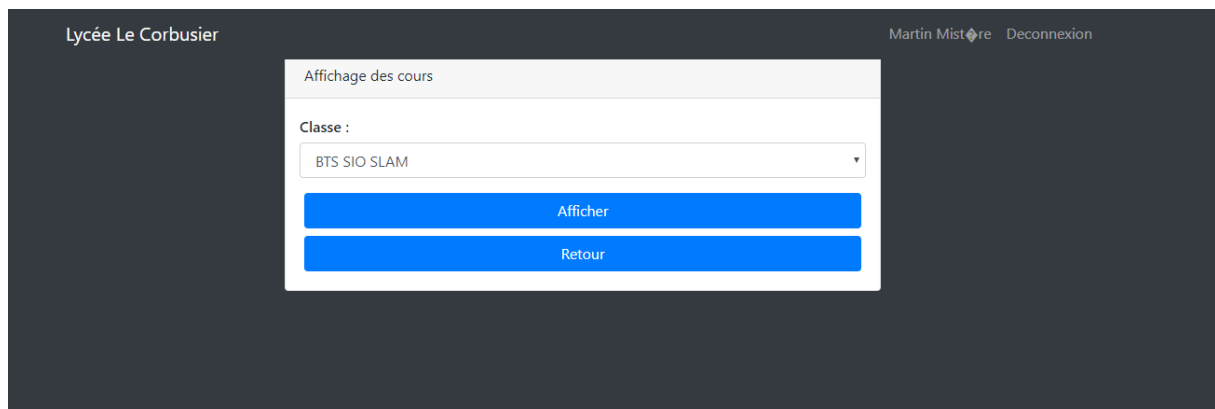 Lycée Le Corbusier
Martin Mist�re Deconnexion
Affichage des cours
Classe :
BTS SIO SLAM
Afficher
Retour